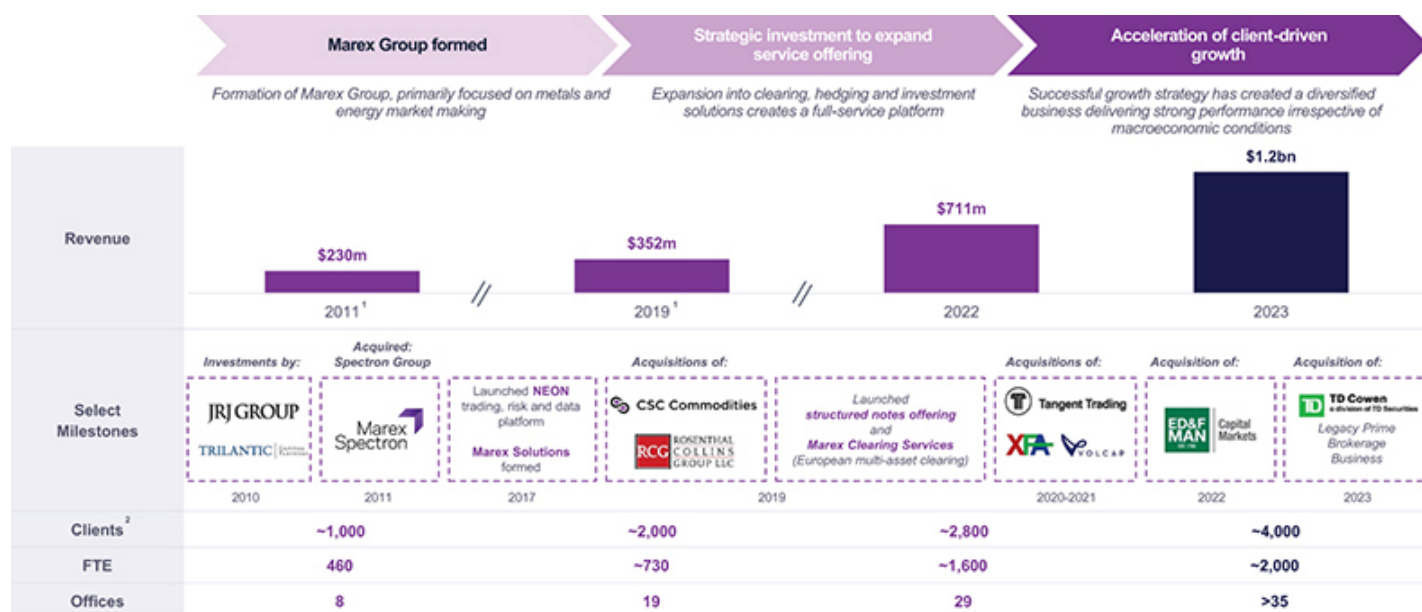 Marex Group formed
Strategic investment to expand
service offering
Acceleration of client-driven
growth
Formation of Marex Group, primarily focused on metals and
energy market making
Expansion into clearing, hedging and investment
solutions creates a full-service platform
Successful growth strategy has created a diversified
business delivering strong performance irrespective of
macroeconomic conditions
Revenue
$230m
$352m
$711m
$1.2bn
2011 1
2019 1
2022
2023
Select
Milestones
Investments by:
JRJ GROUP
TRILANTIC
2010
Acquired:
Spectron Group
Marex
Spectron
2011
Launched NEON
trading, risk and data
platform
Marex Solutions
formed
2017
Acquisitions of:
CSC Commodities
RCG ROSENTHAL
COLLINS
GROUP LLC
Launched
structured notes offering
and
Marex Clearing Services
(European multi-asset clearing)
2019
Acquisitions of:
T Tangent Trading
XFA VOLCAP
2020-2021
Acquisition of:
ED&F
MAN
Capital
Markets
2022
Acquisition of:
TD TD Cowen
a division of TD Securities
Legacy Prime
Brokerage
Business
2023
Clients 2
~1,000
~2,000
~2,800
~4,000
FTE
460
~730
~1,600
~2,000
Offices
8
19
29
>35